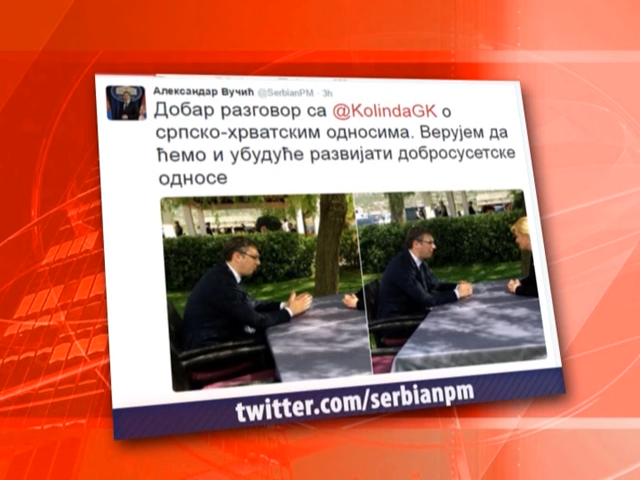 Александар Вучић @SerbianPM · 3h
Добар разговор са @KolindaGK о
српско-хрватским односима. Верујем да
ћемо и убудуће развијати добросуседске
односе
twitter.com/serbianpm